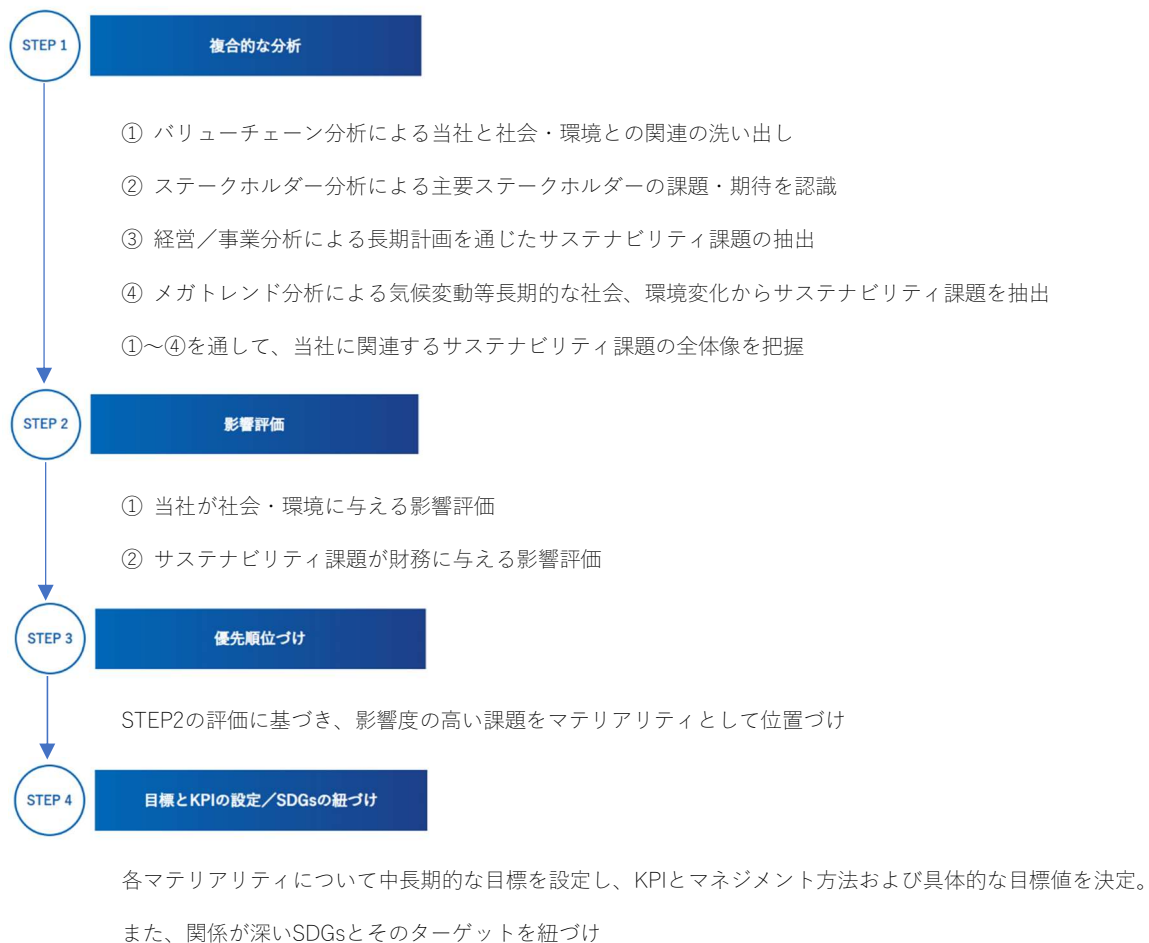 STEP 1
複合的な分析
① バリューチェーン分析による当社と社会・環境との関連の洗い出し
② ステークホルダー分析による主要ステークホルダーの課題・期待を認識
③ 経営／事業分析による長期計画を通じたサステナビリティ課題の抽出
④ メガトレンド分析による気候変動等長期的な社会、環境変化からサステナビリティ課題を抽出
①～④を通して、当社に関連するサステナビリティ課題の全体像を把握
STEP 2
影響評価
① 当社が社会・環境に与える影響評価
② サステナビリティ課題が財務に与える影響評価
STEP 3
優先順位づけ
STEP2の評価に基づき、影響度の高い課題をマテリアリティとして位置づけ
STEP 4
目標とKPIの設定／SDGsの紐づけ
各マテリアリティについて中長期的な目標を設定し、KPIとマネジメント方法および具体的な目標値を決定。
また、関係が深いSDGsとそのターゲットを紐づけ